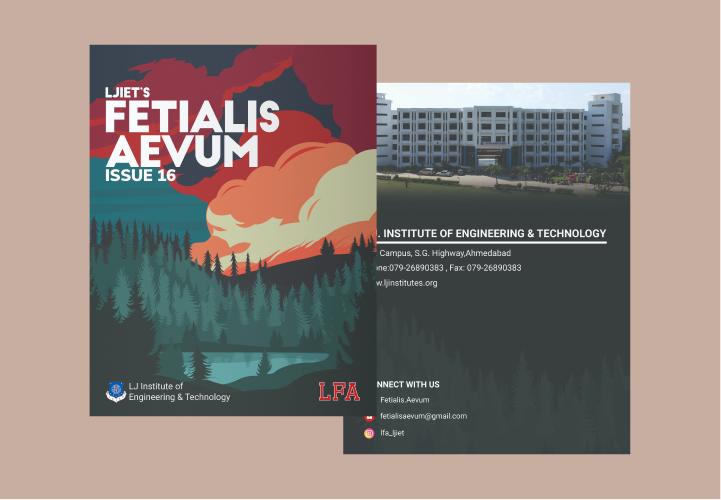 LJIET'S
FETIALIS
AEVUM
ISSUE 16
LJ Institute of
Engineering & Technology
LFA
. INSTITUTE OF ENGINEERING & TECHNOLOGY
Campus, S.G. Highway,Ahmedabad
ne:079-26890383 , Fax: 079-26890383
w.ljinstitutes.org
NNECT WITH US
Fetialis.Aevum
fetialisaevum@gmail.com
lfa_ljiet